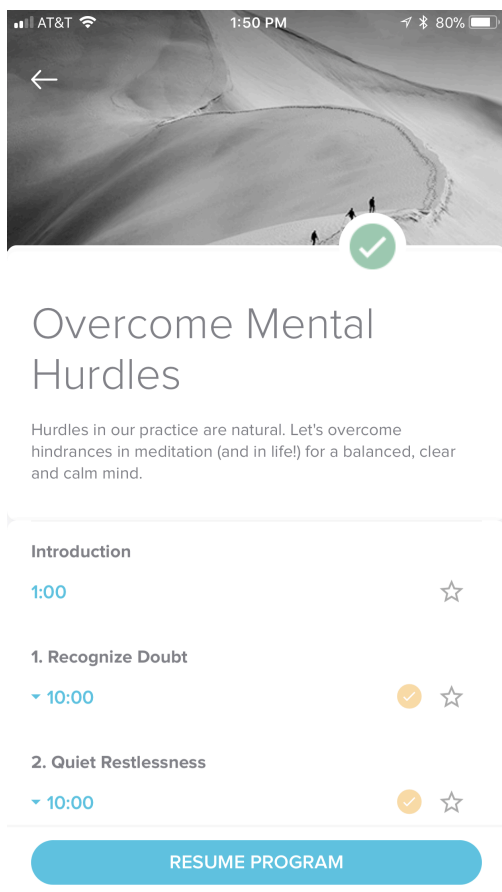 AT&T 1:50 PM 80%
Overcome Mental
Hurdles
Hurdles in our practice are natural. Let's overcome
hindrances in meditation (and in life!) for a balanced, clear
and calm mind.
Introduction
1:00
1. Recognize Doubt
10:00
2. Quiet Restlessness
10:00
RESUME PROGRAM